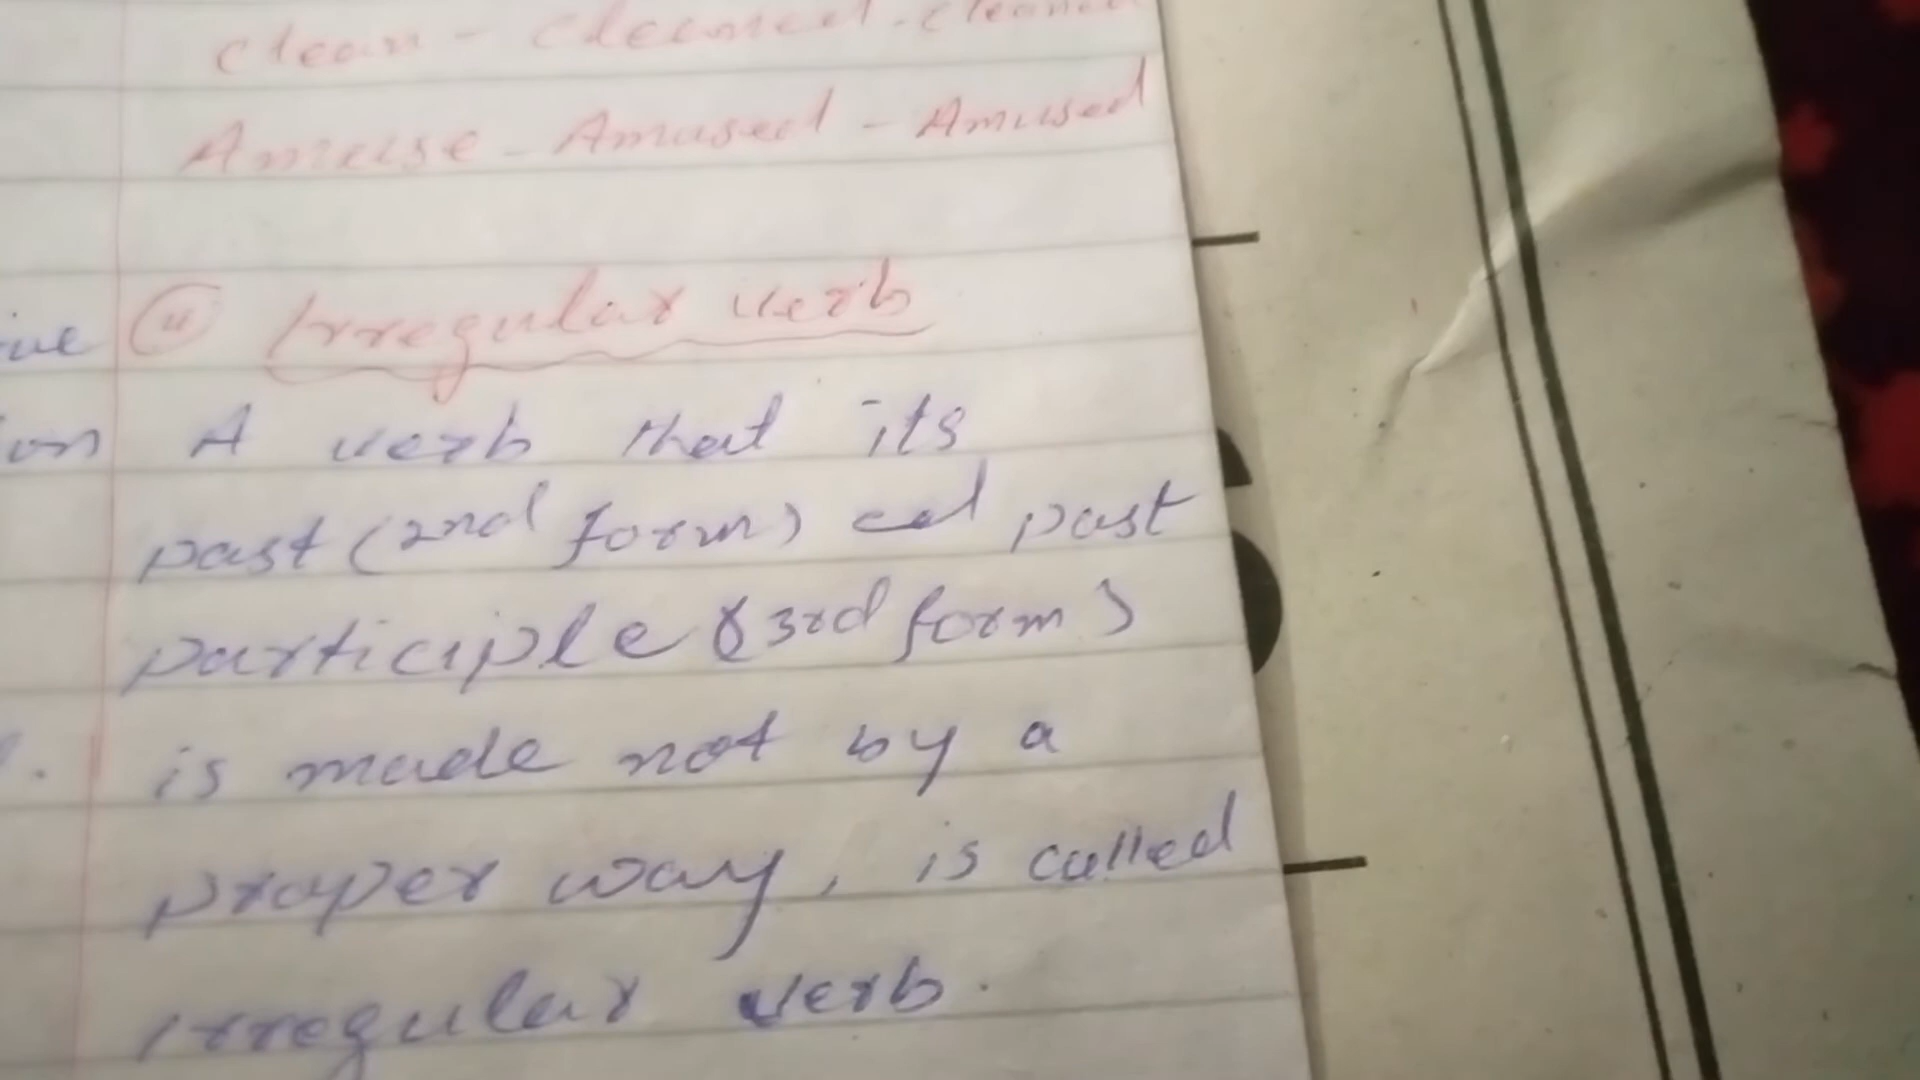 clean - cleaned - cleaned
Amuse - Amused - Amused
ii Irregular verb
A verb that its
past (2nd form) ad past
participle (3rd form)
is made not by a
proper way, is called
irregular verb.